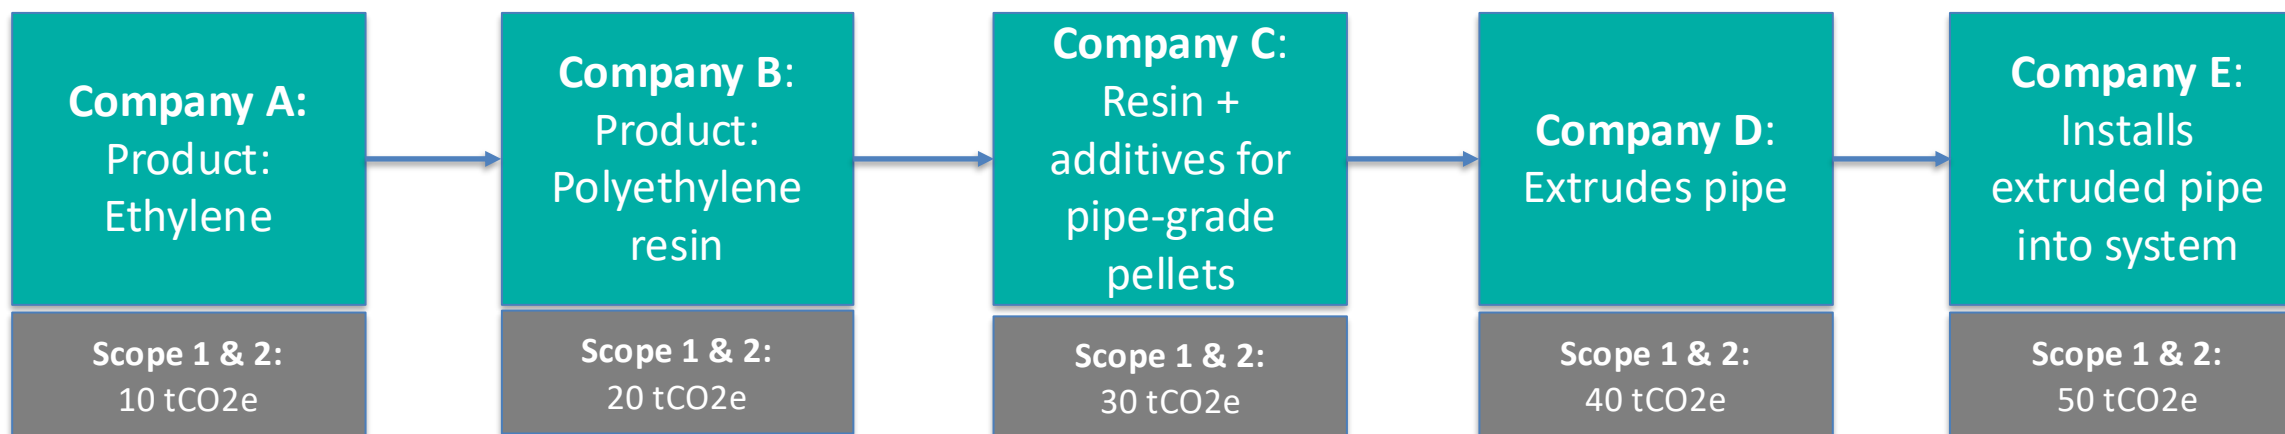 Company A:
Product:
Ethylene
Scope 1 & 2:
10 tCO2e
Company B:
Product:
Polyethylene
resin
Scope 1 & 2:
20 tCO2e
Company C:
Resin +
additives for
pipe-grade
pellets
Scope 1 & 2:
30 tCO2e
Company D:
Extrudes pipe
Scope 1 & 2:
40 tCO2e
Company E:
Installs
extruded pipe
into system
Scope 1 & 2:
50 tCO2e